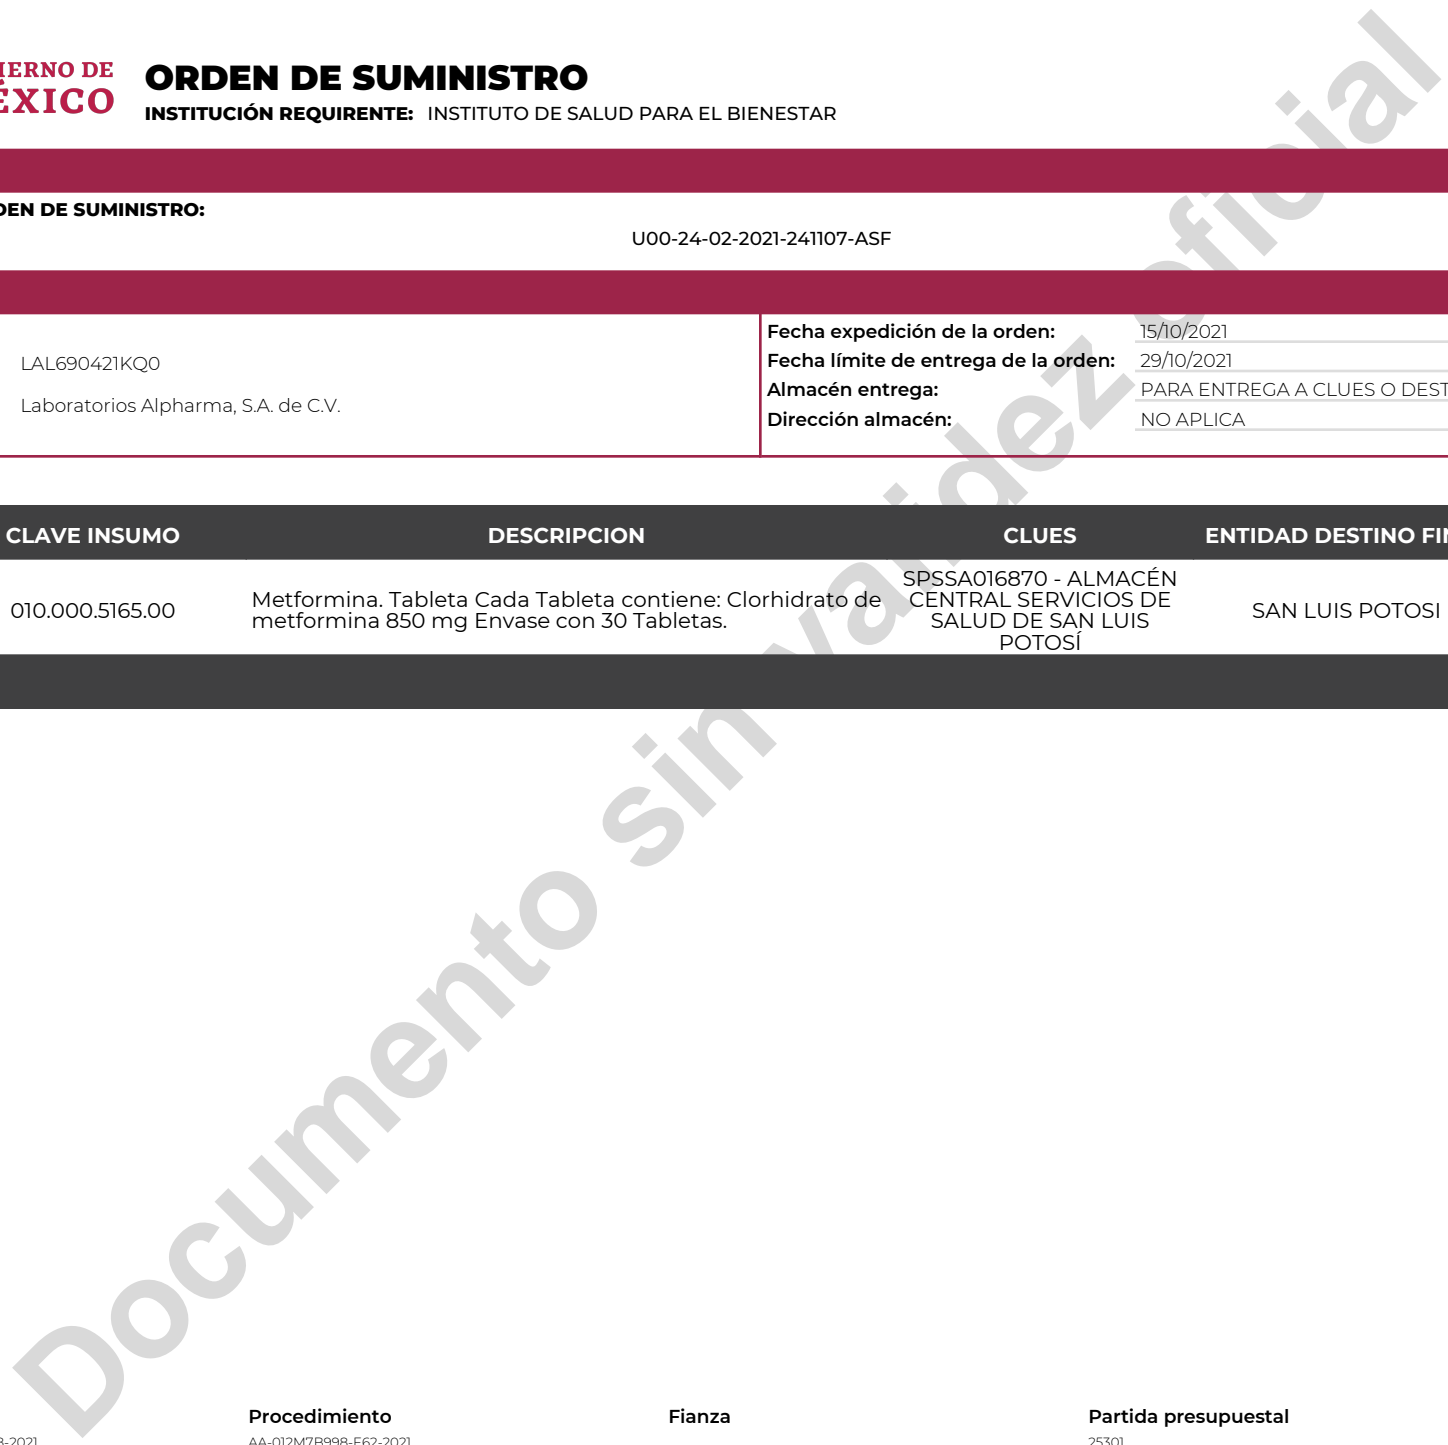 ORDEN DE SUMINISTRO
INSTITUCIÓN REQUIRENTE: INSTITUTO DE SALUD PARA EL BIENESTAR
DE
MÉXICO
DE SUMINISTRO:
U00-24-02-2021-241107-ASF
LAL690421KQ0
Laboratorios Alpharma, S.A. de C.V.
Fecha expedición de la orden: 15/10/2021
Fecha límite de entrega de la orden: 29/10/2021
Almacén entrega: PARA ENTREGA A CLUES O DEST
Dirección almacén: NO APLICA
CLAVE INSUMO DESCRIPCION CLUES ENTIDAD DESTINO FIN
010.000.5165.00
Metformina. Tableta Cada Tableta contiene: Clorhidrato de
metformina 850 mg Envase con 30 Tabletas.
SPSSA016870 - ALMACÉN
CENTRAL SERVICIOS DE
SALUD DE SAN LUIS
POTOSÍ
SAN LUIS POTOSI
Documento sin validez oficial
Procedimiento Fianza Partida presupuestal
-2021 AA-012M7B998-E62-2021 25301